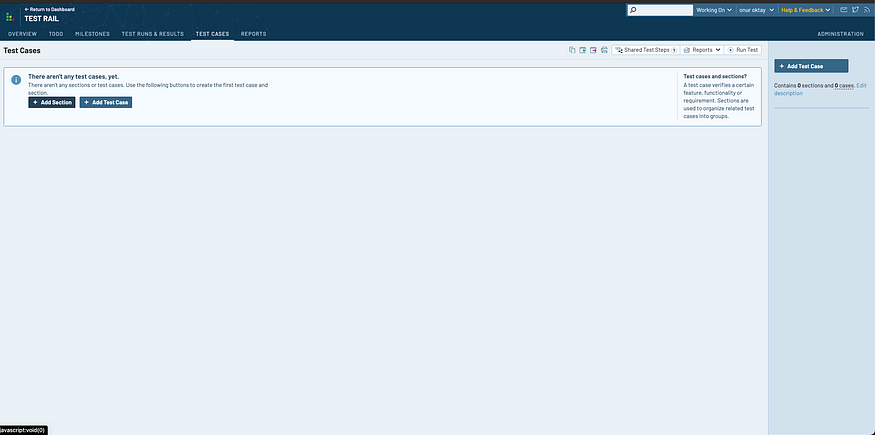 ← Return to Dashboard
TEST RAIL
Working On
onur oktay
Help & Feedback
OVERVIEW TODO MILESTONES TEST RUNS & RESULTS TEST CASES REPORTS ADMINISTRATION
Test Cases
Shared Test Steps 1
Reports
Run Test
There aren't any test cases, yet.
There aren't any sections or test cases. Use the following buttons to create the first test case and
section.
+ Add Section + Add Test Case
Test cases and sections?
A test case verifies a certain
feature, functionality or
requirement. Sections are
used to organize related test
cases into groups.
+ Add Test Case
Contains 0 sections and 0 cases. Edit
description
javascript:void(0)